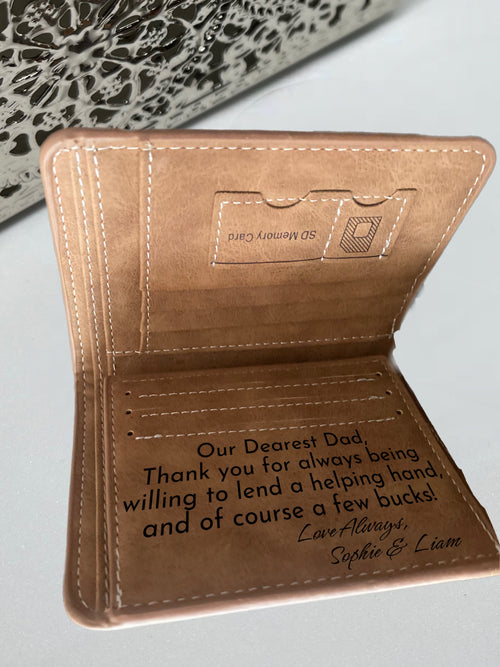 SD Memory Card
Our Dearest Dad,
Thank you for always being
willing to lend a helping hand,
and of course a few bucks!
Love Always,
Sophie & Liam